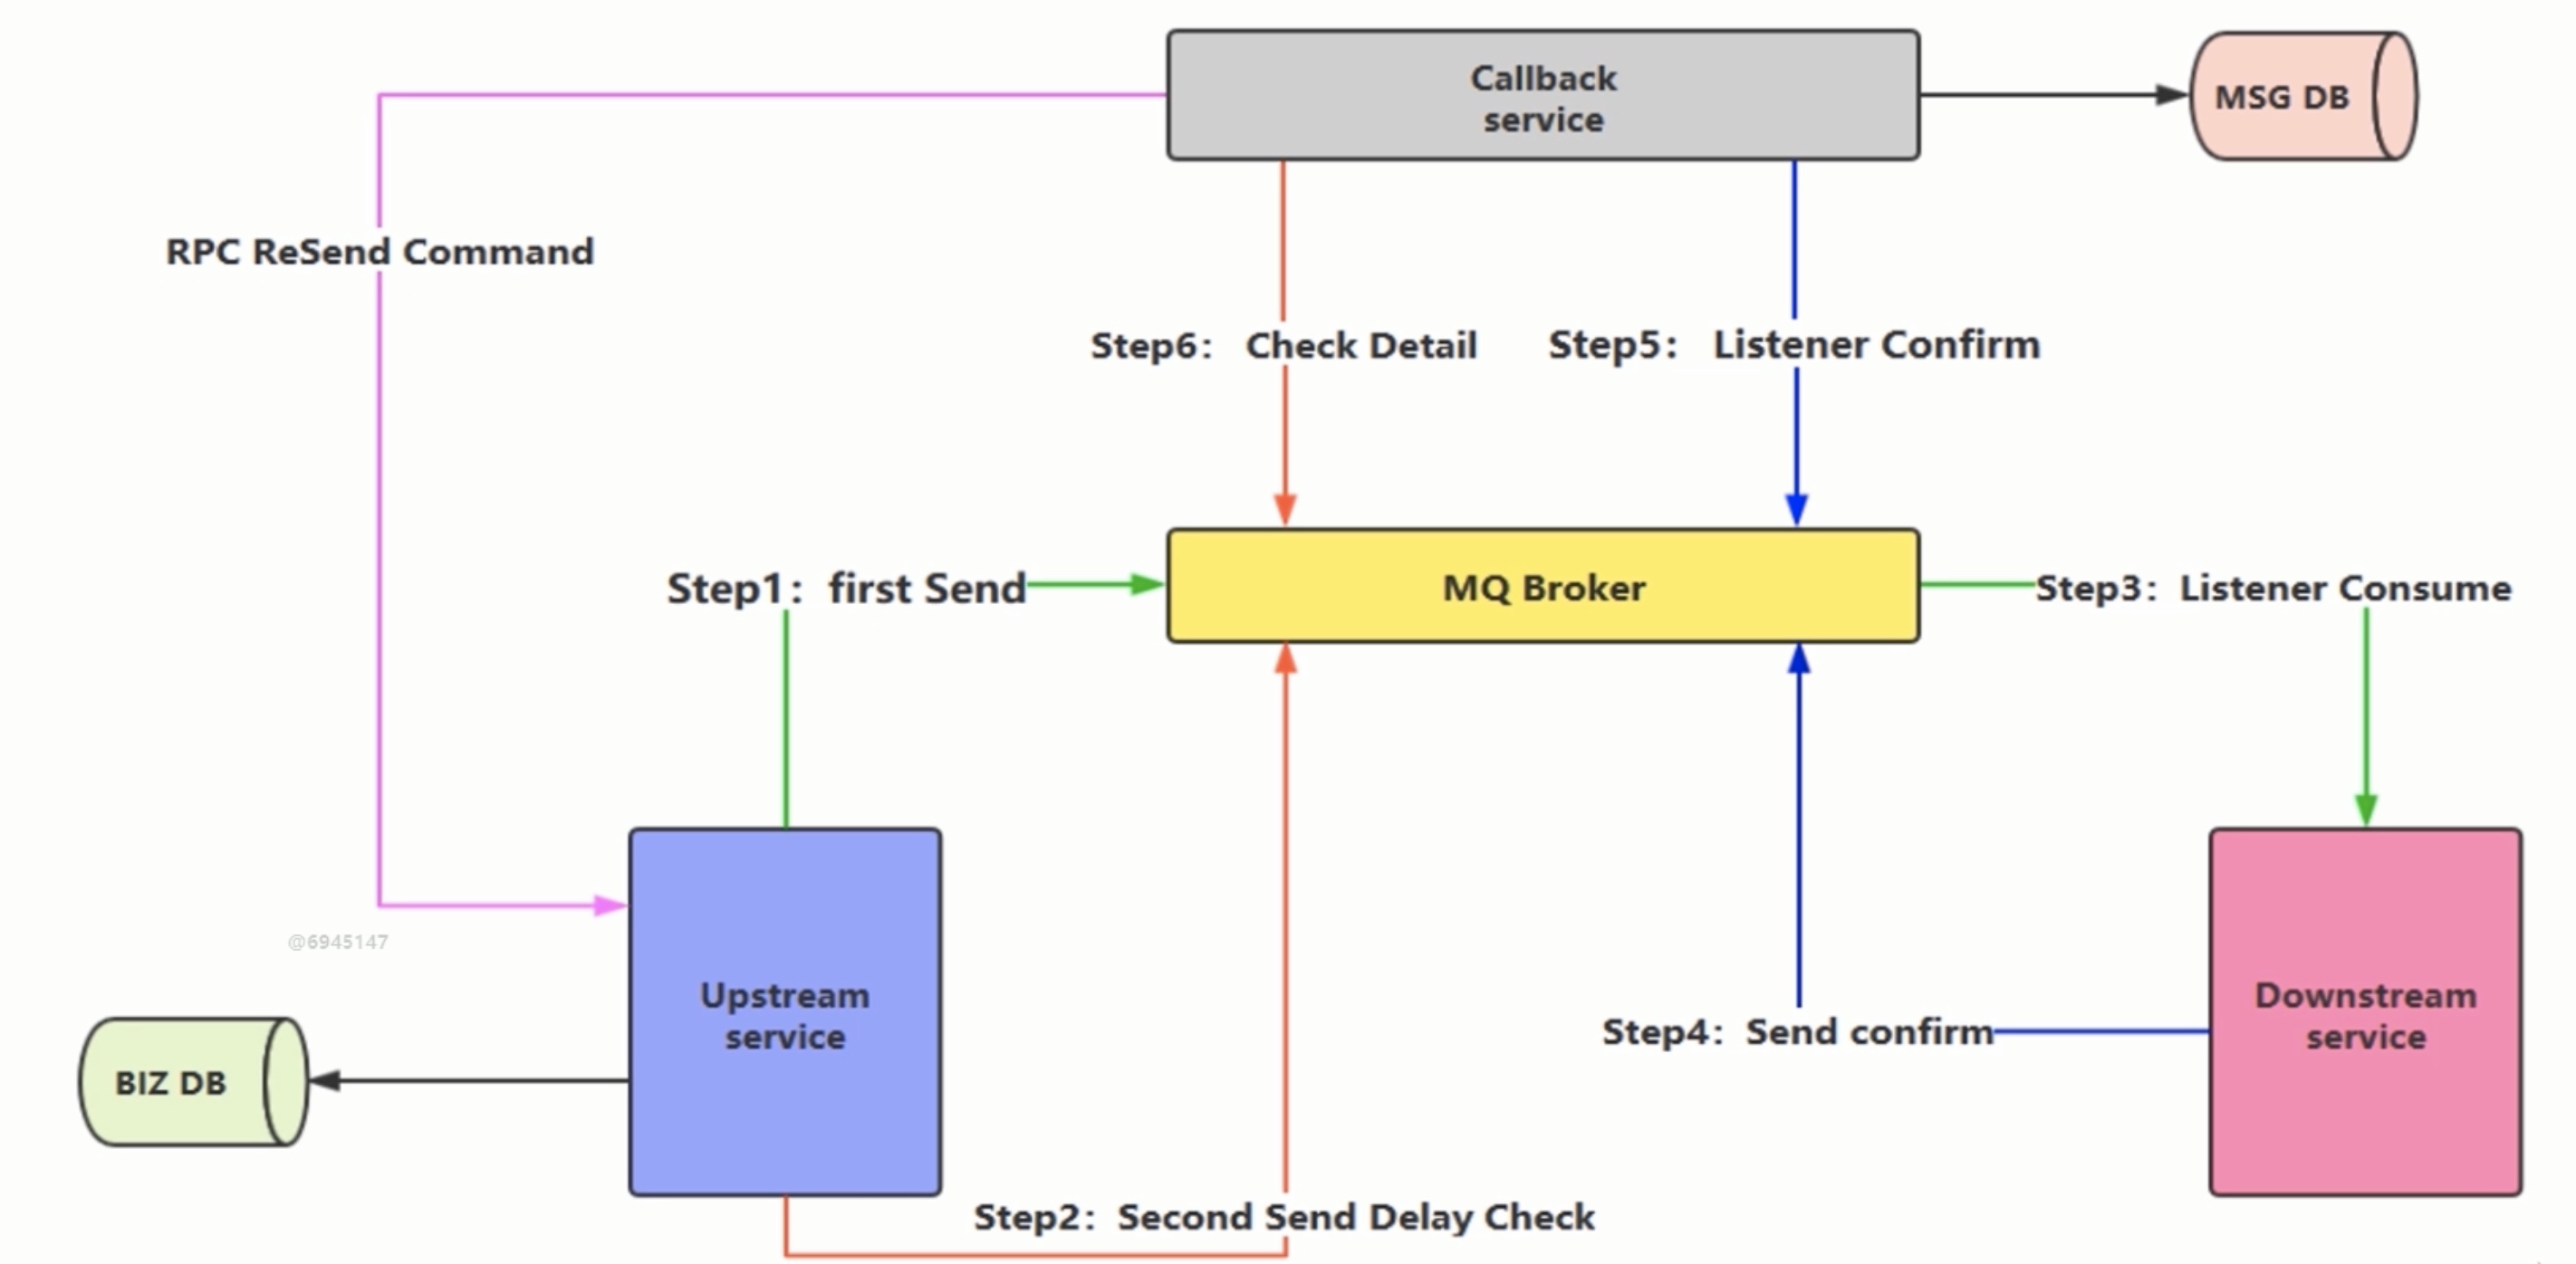 Callback
service
MSG DB
RPC ReSend Command
Step6： Check Detail
Step5： Listener Confirm
Step1：first Send
MQ Broker
Step3：Listener Consume
@6945147
Upstream
service
Downstream
service
Step4：Send confirm
BIZ DB
Step2：Second Send Delay Check